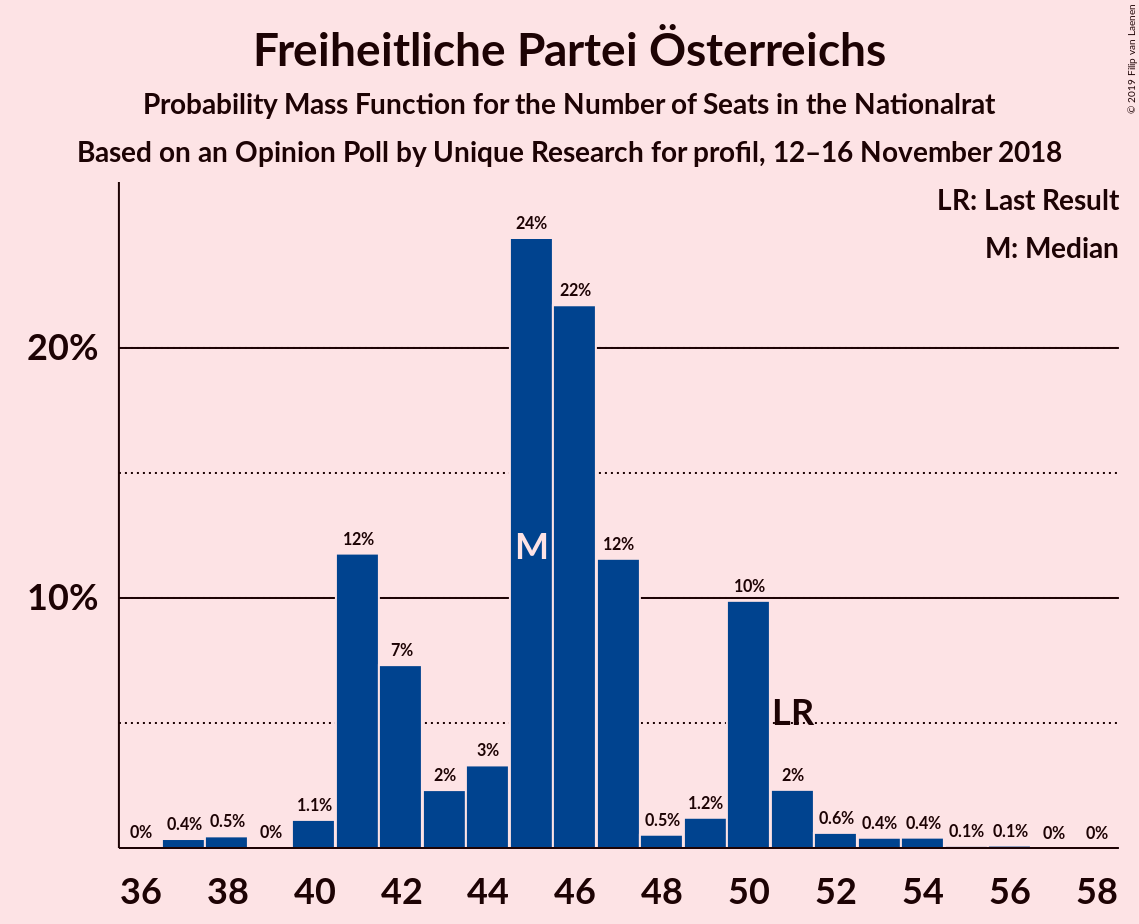 Freiheitliche Partei Österreichs
Probability Mass Function for the Number of Seats in the Nationalrat
Based on an Opinion Poll by Unique Research for profil, 12–16 November 2018
© 2019 Filip van Laenen
LR: Last Result
M: Median
20%
10%
0%
0.4%
0.5%
0%
1.1%
12%
7%
2%
3%
24%
22%
12%
0.5%
1.2%
10%
2%
0.6%
0.4%
0.4%
0.1%
0.1%
0%
0%
M
LR
36 38 40 42 44 46 48 50 52 54 56 58